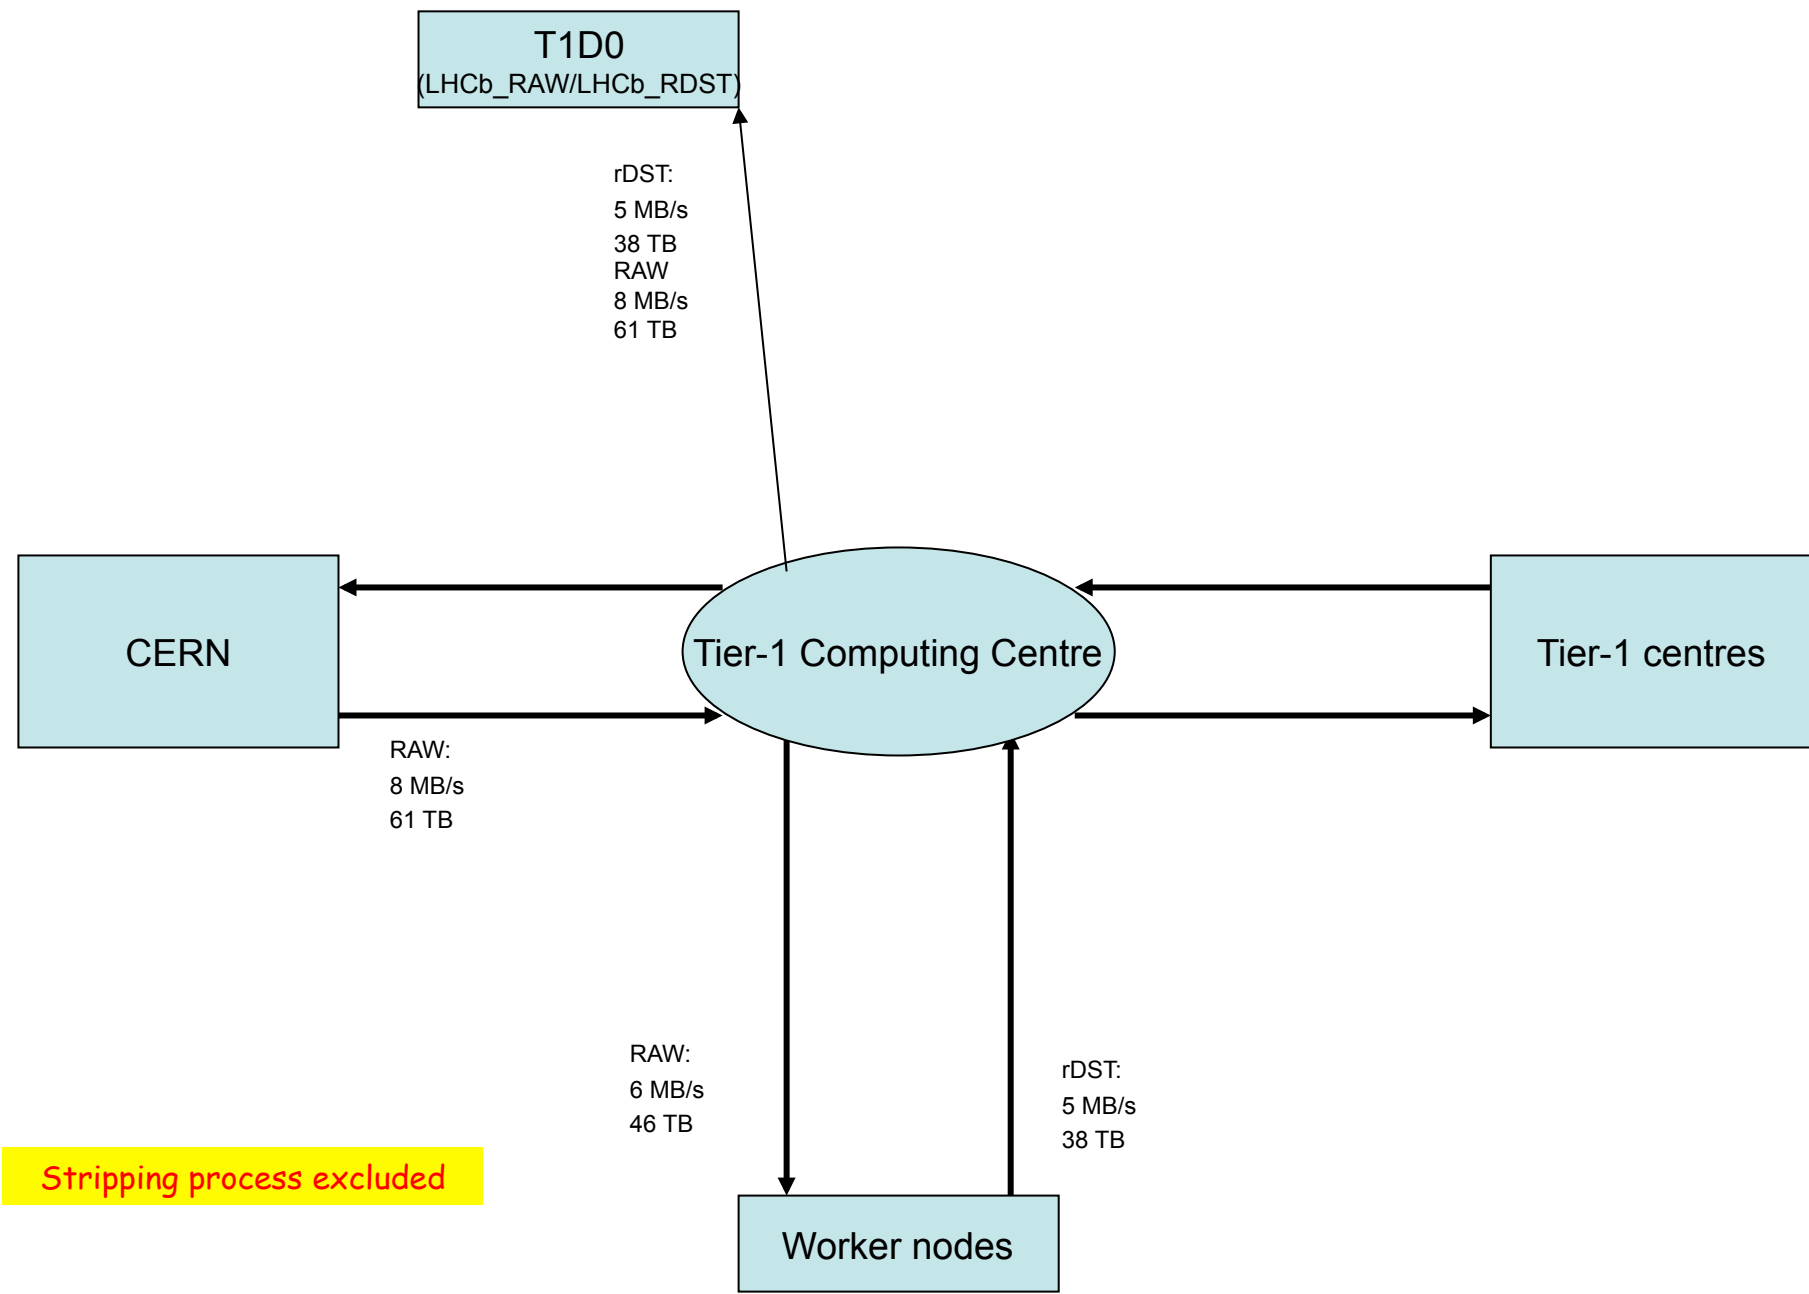 T1D0
(LHCb_RAW/LHCb_RDST)
rDST:
5 MB/s
38 TB
RAW
8 MB/s
61 TB
CERN
Tier-1 Computing Centre
Tier-1 centres
RAW:
8 MB/s
61 TB
RAW:
6 MB/s
46 TB
rDST:
5 MB/s
38 TB
Stripping process excluded
Worker nodes